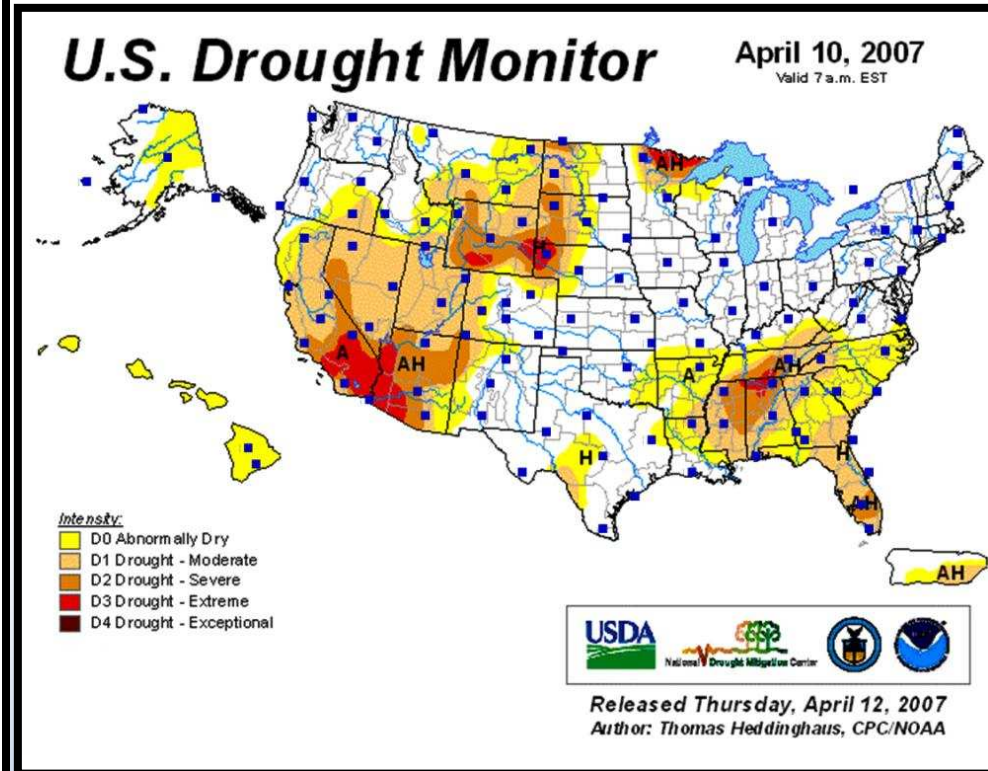 U.S. Drought Monitor
April 10, 2007
Valid 7 a.m. EST
AH
H
A
AH
A
AH
H
H
AH
AH
Intensity:
D0 Abnormally Dry
D1 Drought - Moderate
D2 Drought - Severe
D3 Drought - Extreme
D4 Drought - Exceptional
USDA
National Drought Mitigation Center
Released Thursday, April 12, 2007
Author: Thomas Heddinghaus, CPC/NOAA